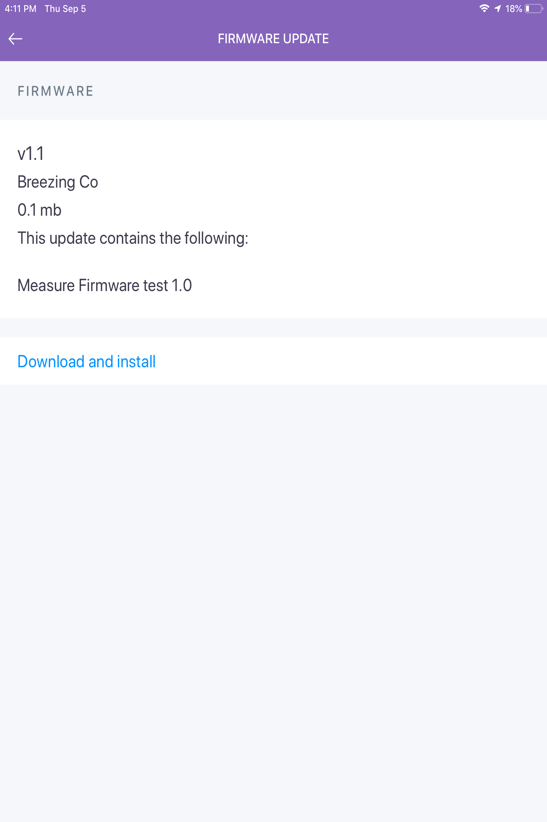 4:11 PM Thu Sep 5 18%
FIRMWARE UPDATE
FIRMWARE
v1.1
Breezing Co
0.1 mb
This update contains the following:
Measure Firmware test 1.0
Download and install